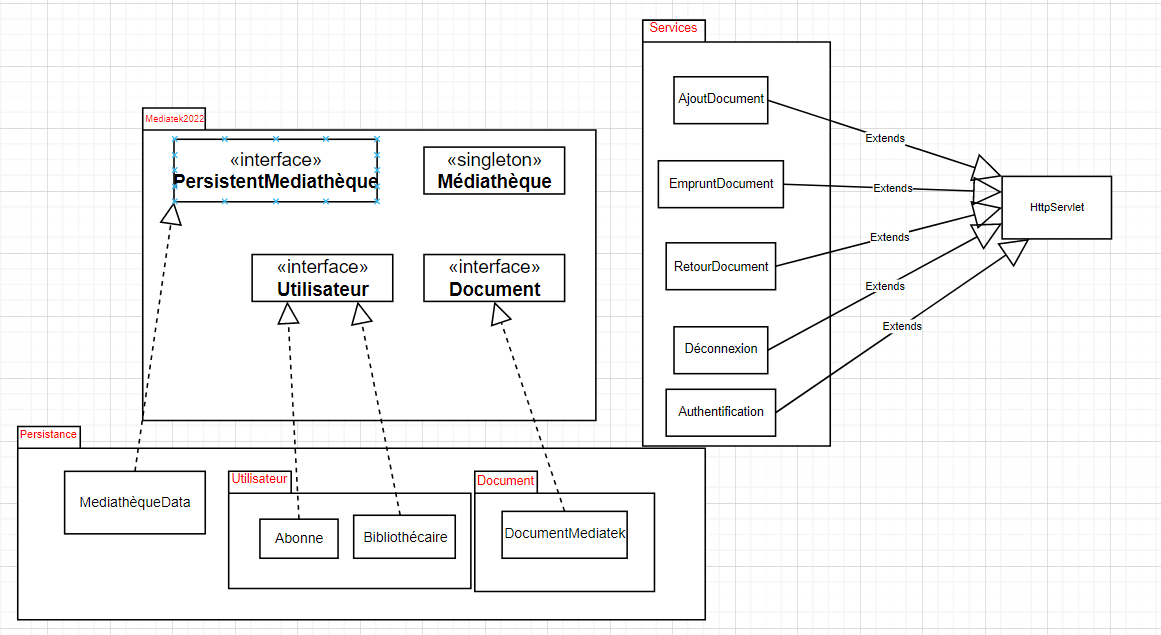 Services
AjoutDocument
Extends
EmpruntDocument
Extends
HttpServlet
RetourDocument
Extends
Déconnexion
Extends
Authentification
Extends
Mediatek2022
«interface»
PersistentMediathèque
«singleton»
Médiathèque
«interface»
Utilisateur
«interface»
Document
Persistance
MediathèqueData
Utilisateur
Abonne
Bibliothécaire
Document
DocumentMediatek